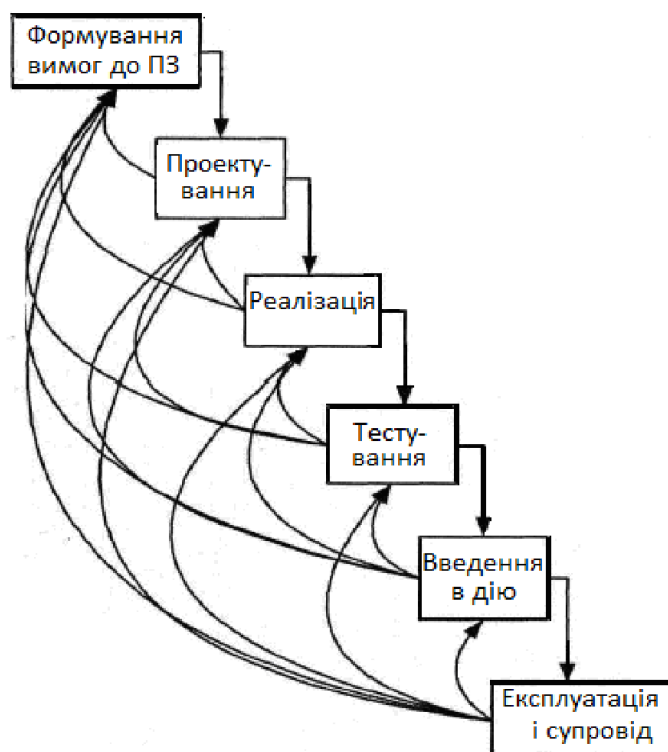 Формування
вимог до ПЗ
Проекту-
вання
Реалізація
Тесту-
вання
Введення
в дію
Експлуатація
і супровід